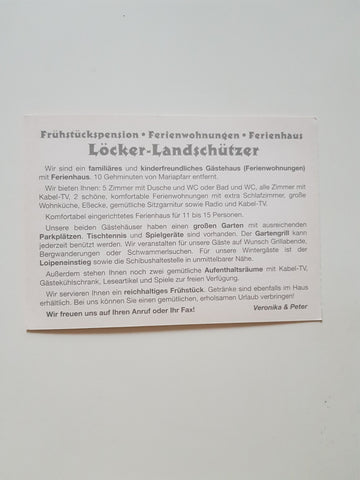 Frühstückspension • Ferienwohnungen • Ferienhaus
Löcker-Landschützer
Wir sind ein familiäres und kinderfreundliches Gästehaus (Ferienwohnungen)
mit Ferienhaus. 10 Gehminuten von Mariapfarr entfernt.
Wir bieten Ihnen: 5 Zimmer mit Dusche und WC oder Bad und WC, alle Zimmer mit
Kabel-TV, 2 schöne, komfortable Ferienwohnungen mit extra Schlafzimmer, große
Wohnküche, Eßecke, gemütliche Sitzgarnitur sowie Radio und Kabel-TV.
Komfortabel eingerichtetes Ferienhaus für 11 bis 15 Personen.
Unsere beiden Gästehäuser haben einen großen Garten mit ausreichenden
Parkplätzen. Tischtennis und Spielgeräte sind vorhanden. Der Gartengrill kann
jederzeit benützt werden. Wir veranstalten für unsere Gäste auf Wunsch Grillabende,
Bergwanderungen oder Schwammerlsuchen. Für unsere Wintergäste ist der
Loipeneinstieg sowie die Schibushaltestelle in unmittelbarer Nähe.
Außerdem stehen Ihnen noch zwei gemütliche Aufenthaltsräume mit Kabel-TV,
Gästekühlschrank, Leseartikel und Spiele zur freien Verfügung.
Wir servieren Ihnen ein reichhaltiges Frühstück. Getränke sind ebenfalls im Haus
erhältlich. Bei uns können Sie einen gemütlichen, erholsamen Urlaub verbringen!
Wir freuen uns auf Ihren Anruf oder Ihr Fax! Veronika & Peter